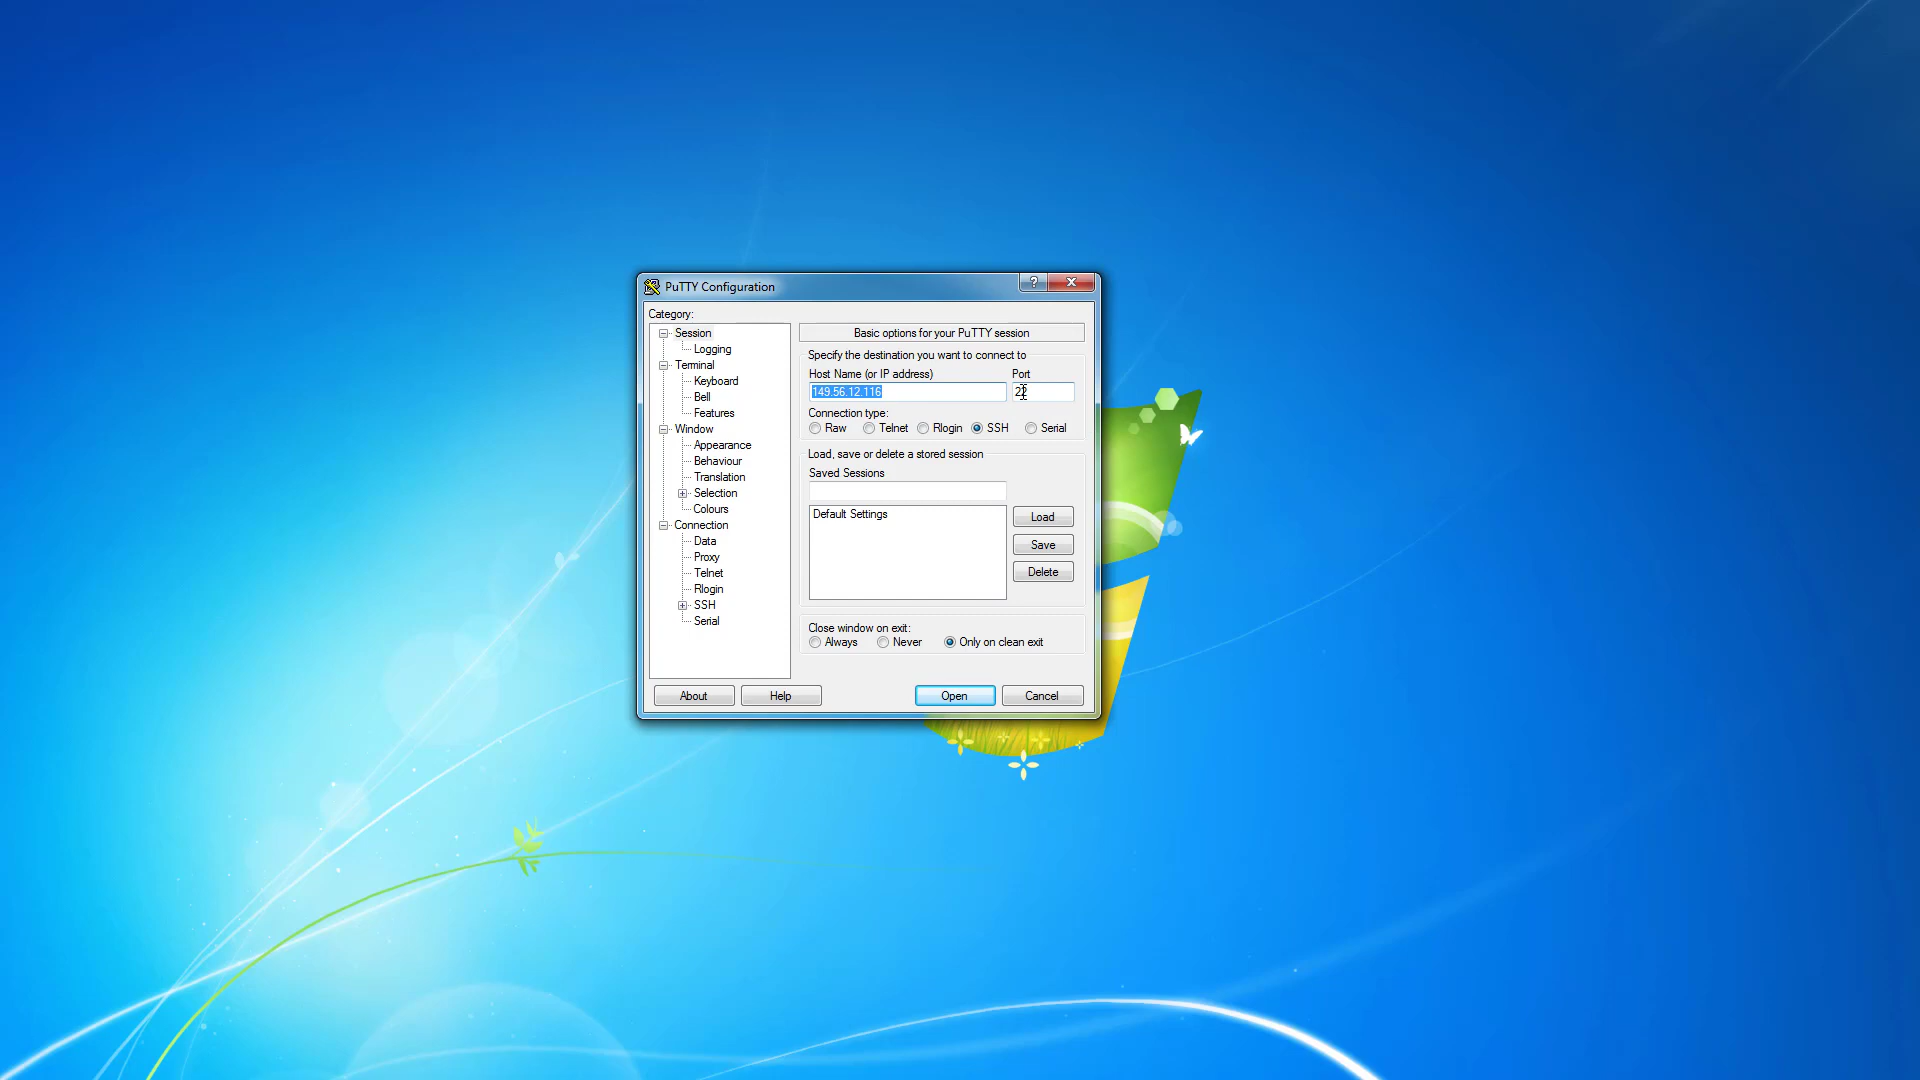 PuTTY Configuration
?
Category:
Session
Logging
Terminal
Keyboard
Bell
Features
Window
Appearance
Behaviour
Translation
Selection
Colours
Connection
Data
Proxy
Telnet
Rlogin
SSH
Serial
Basic options for your PuTTY session
Specify the destination you want to connect to
Host Name (or IP address) Port
149.56.12.116 22
Connection type:
Raw Telnet Rlogin SSH Serial
Load, save or delete a stored session
Saved Sessions
Default Settings
Load
Save
Delete
Close window on exit:
Always Never Only on clean exit
About Help Open Cancel